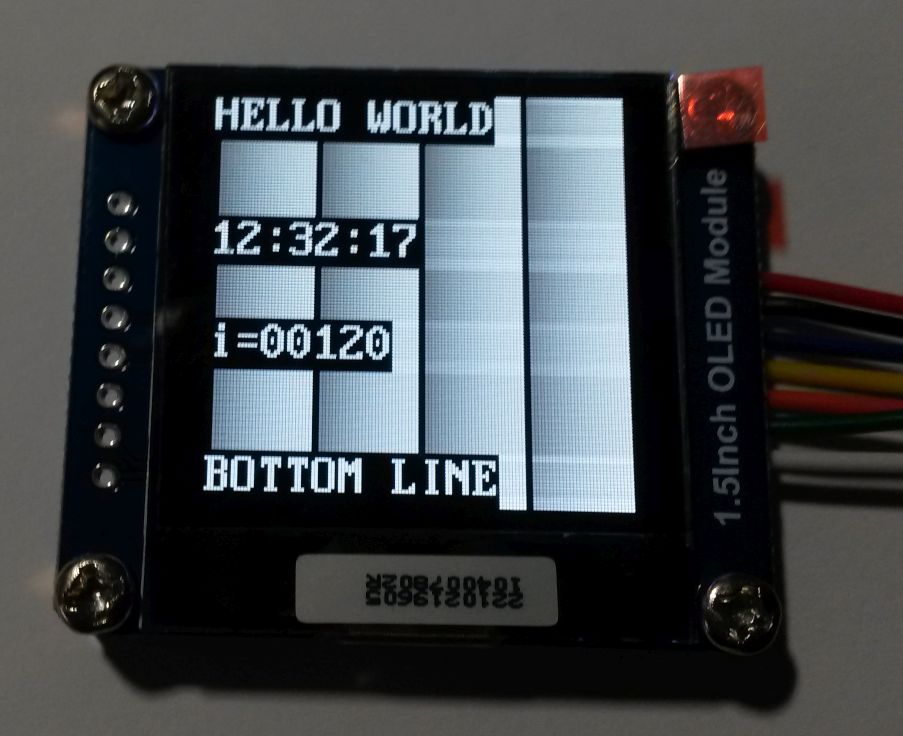 HELLO WORLD
12:32:17
i=00120
BOTTOM LINE
1.5Inch OLED Module